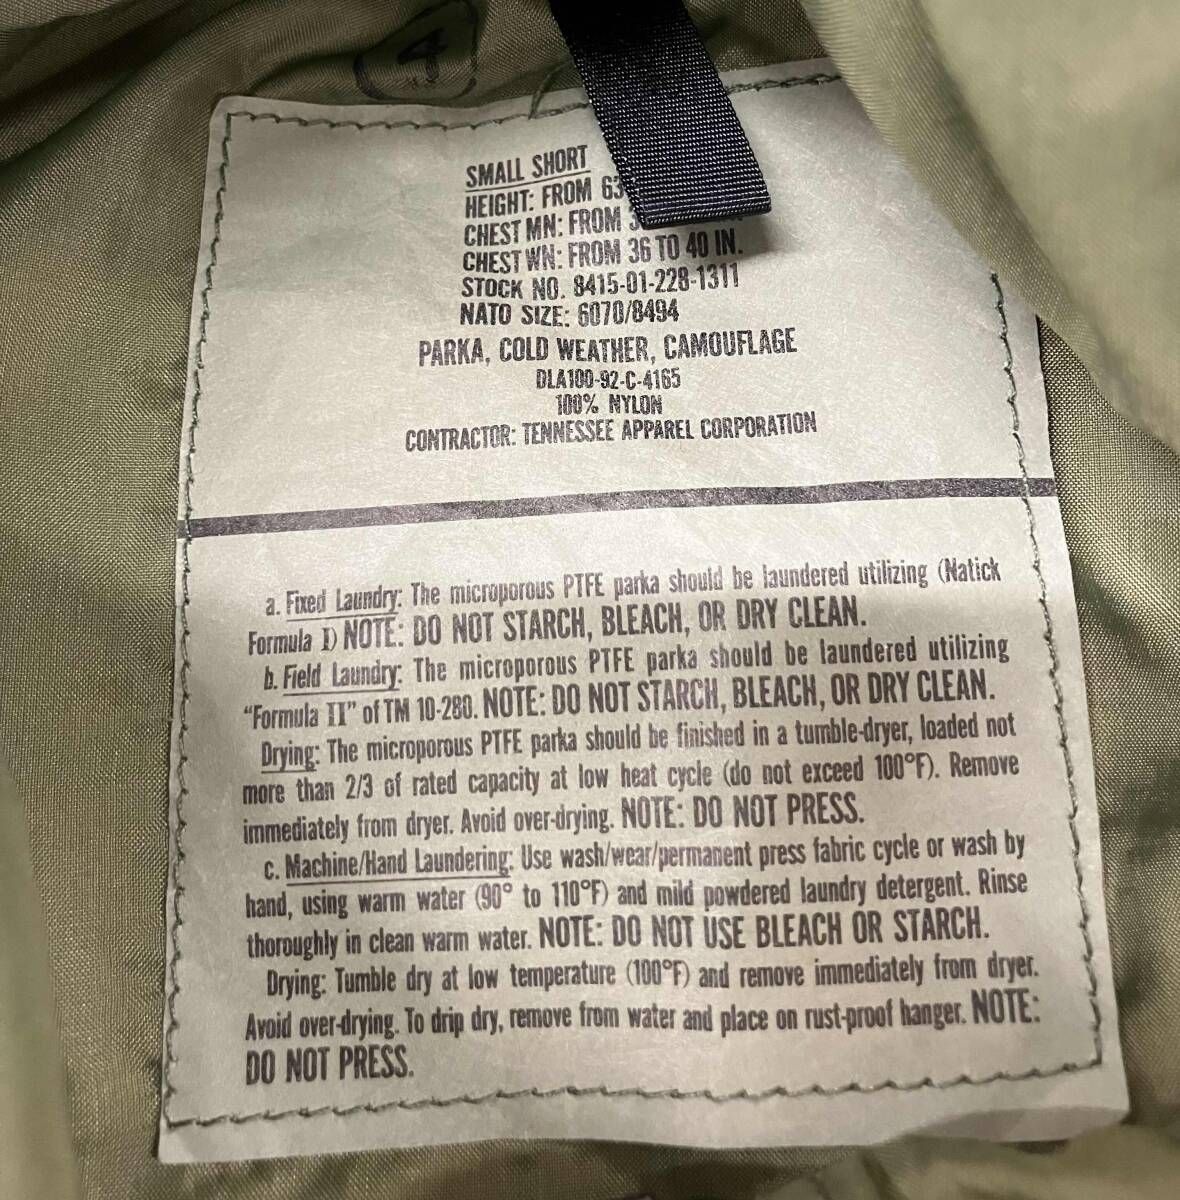 4
SMALL SHORT
HEIGHT: FROM 63
CHEST MN: FROM 3
CHEST WN: FROM 36 TO 40 IN.
STOCK NO. 8415-01-228-1311
NATO SIZE: 6070/8494
PARKA, COLD WEATHER, CAMOUFLAGE
DLA100-92-C-4165
100% NYLON
CONTRACTOR: TENNESSEE APPAREL CORPORATION
a. Fixed Laundry: The microporous PTFE parka should be laundered utilizing (Natick
Formula I) NOTE: DO NOT STARCH, BLEACH, OR DRY CLEAN.
b. Field Laundry: The microporous PTFE parka should be laundered utilizing
"Formula II" of TM 10-280. NOTE: DO NOT STARCH, BLEACH, OR DRY CLEAN.
Drying: The microporous PTFE parka should be finished in a tumble-dryer, loaded not
more than 2/3 of rated capacity at low heat cycle (do not exceed 100°F). Remove
immediately from dryer. Avoid over-drying. NOTE: DO NOT PRESS.
c. Machine/Hand Laundering: Use wash/wear/permanent press fabric cycle or wash by
hand, using warm water (90° to 110°F) and mild powdered laundry detergent. Rinse
thoroughly in clean warm water. NOTE: DO NOT USE BLEACH OR STARCH.
Drying: Tumble dry at low temperature (100°F) and remove immediately from dryer.
Avoid over-drying. To drip dry, remove from water and place on rust-proof hanger. NOTE:
DO NOT PRESS.